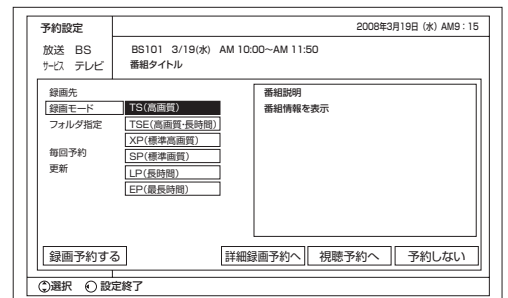 予約設定 2008年3月19日（水）AM9：15
放送 BS BS101 3/19(水) AM 10:00～AM 11:50
ｻｰﾋﾞｽ テレビ 番組タイトル
録画先 番組説明
録画モード TS(高画質) 番組情報を表示
フォルダ指定 TSE(高画質･長時間)
XP(標準高画質)
毎回予約 SP(標準画質)
更新 LP(長時間)
EP(最長時間)
録画予約する 詳細録画予約へ 視聴予約へ 予約しない
選択 設定終了